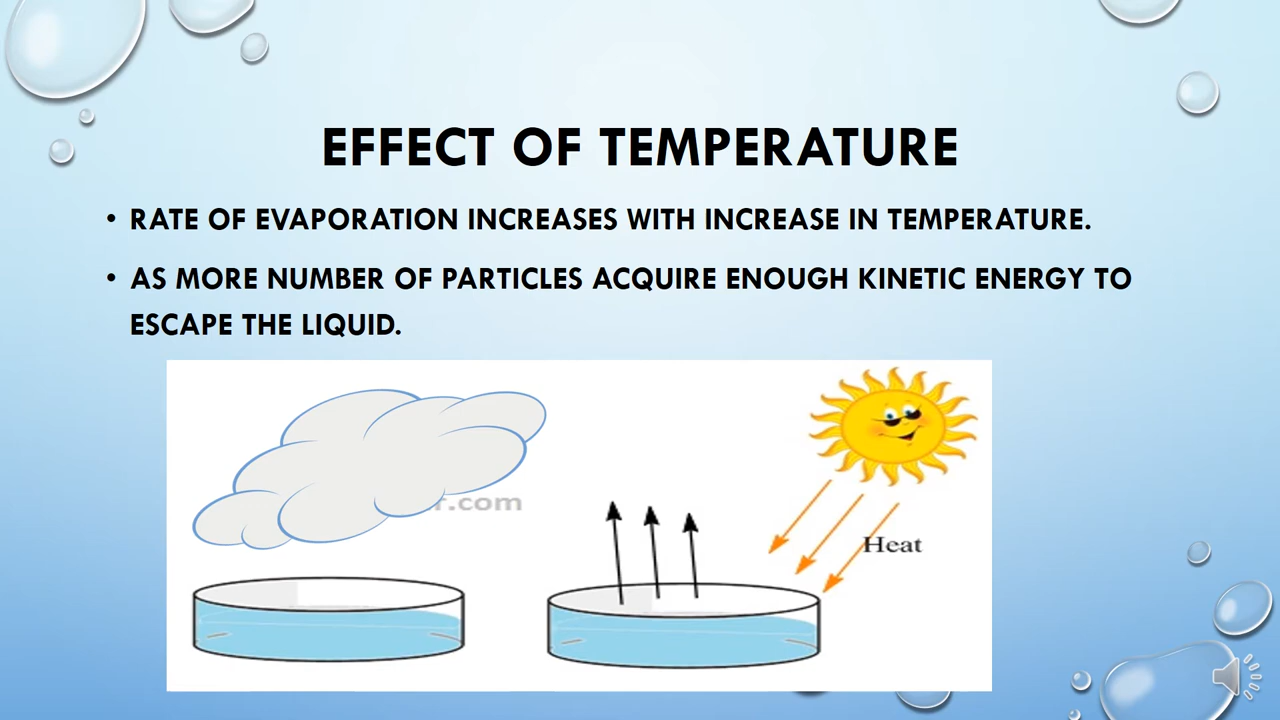 EFFECT OF TEMPERATURE
• RATE OF EVAPORATION INCREASES WITH INCREASE IN TEMPERATURE.
• AS MORE NUMBER OF PARTICLES ACQUIRE ENOUGH KINETIC ENERGY TO
ESCAPE THE LIQUID.
r.com
Heat